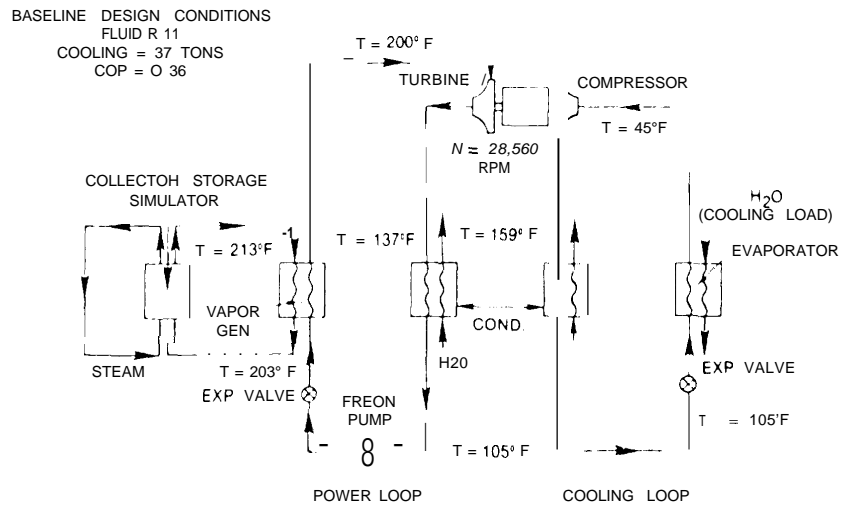 BASELINE DESIGN CONDITIONS
FLUID R 11
COOLING = 37 TONS
COP = O 36
T = 200° F
TURBINE
COMPRESSOR
T = 45°F
N = 28,560
RPM
COLLECTOH STORAGE
SIMULATOR
H2O
(COOLING LOAD)
EVAPORATOR
T = 213°F
-1
T = 137°F
T = 159° F
VAPOR
GEN
COND.
STEAM
T = 203° F
H20
EXP VALVE
EXP VALVE
FREON
PUMP
T = 105'F
T = 105° F
POWER LOOP
COOLING LOOP